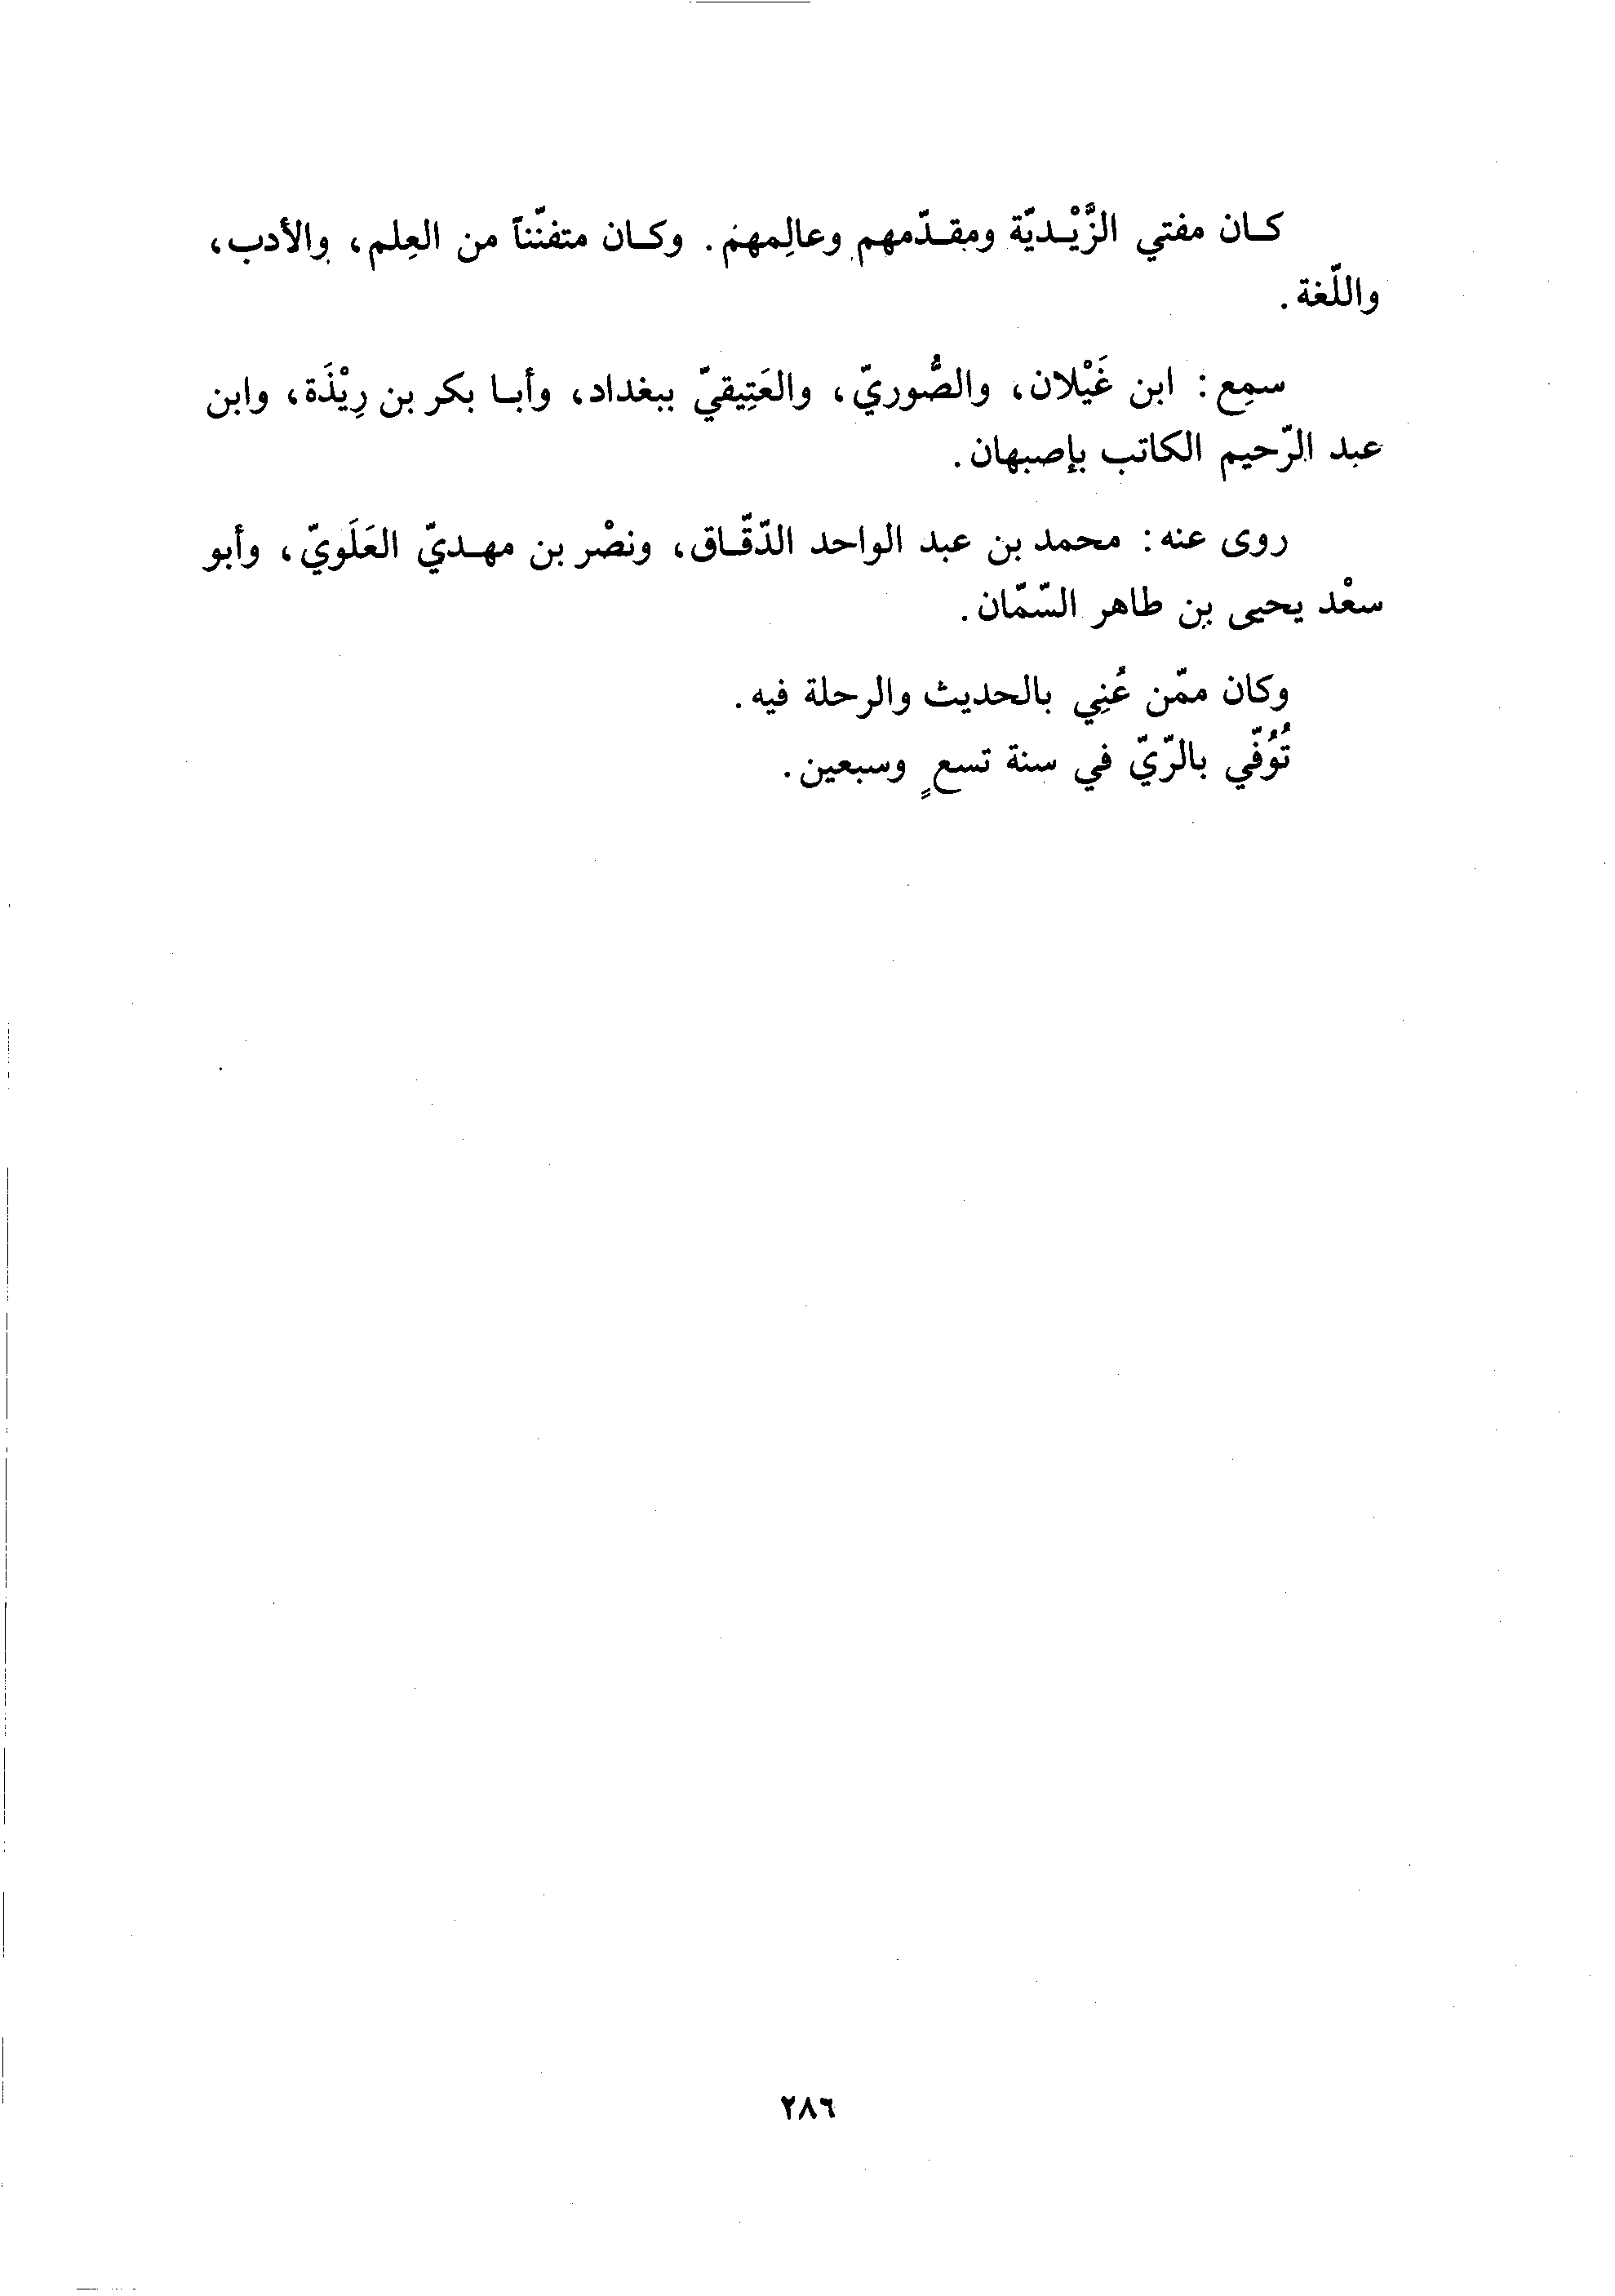 كان مفتي الزَّيْديّة ومقدّمهم وعالِمهم. وكان متفنّناً من العِلم، والأدب،
واللّغة.
سمِع: ابن غَيْلان، والصُّوريّ، والعَتِيقيّ ببغداد، وأبا بكر بن رِيْذَة، وابن
عبد الرّحيم الكاتب بإصبهان.
روى عنه: محمد بن عبد الواحد الدّقّاق، ونصْر بن مهديّ العَلَويّ، وأبو
سعْد يحيى بن طاهر السّمّان.
وكان ممّن عُنِي بالحديث والرحلة فيه.
تُوُفّي بالرّيّ في سنة تسعٍ وسبعين.
٢٨٦